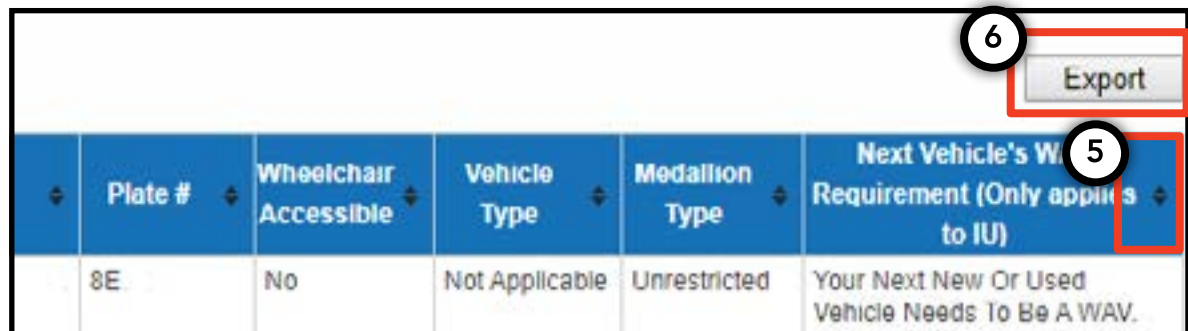 6
Export
5
Plate #
Wheelchair
Accessible
Vehicle
Type
Medallion
Type
Next Vehicle's W
Requirement (Only applies
to IU)
8E
No
Not Applicable
Unrestricted
Your Next New Or Used
Vehicle Needs To Be A WAV.